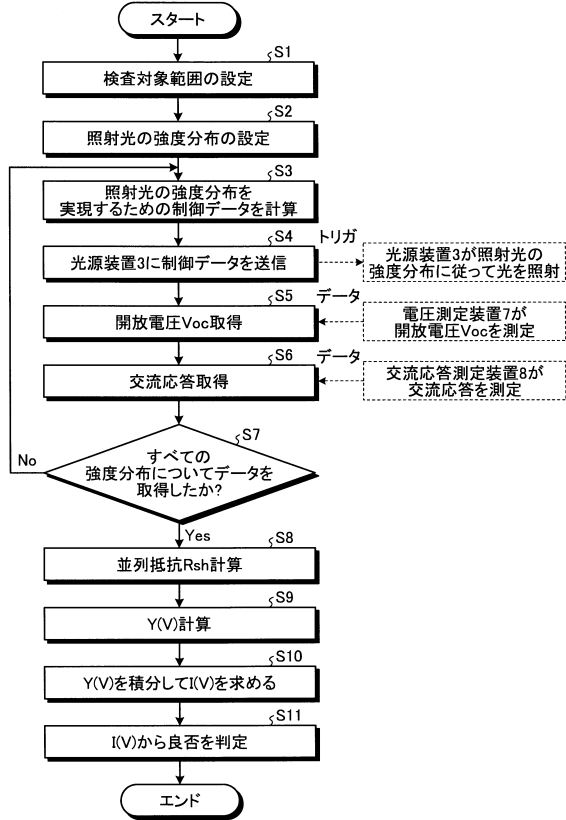 スタート
S1
検査対象範囲の設定
S2
照射光の強度分布の設定
S3
照射光の強度分布を
実現するための制御データを計算
S4
光源装置3に制御データを送信
トリガ
光源装置3が照射光の
強度分布に従って光を照射
S5
開放電圧Voc取得
データ
電圧測定装置7が
開放電圧Vocを測定
S6
交流応答取得
データ
交流応答測定装置8が
交流応答を測定
S7
すべての
強度分布についてデータを
取得したか?
No
Yes
S8
並列抵抗Rsh計算
S9
Y(V)計算
S10
Y(V)を積分してI(V)を求める
S11
I(V)から良否を判定
エンド